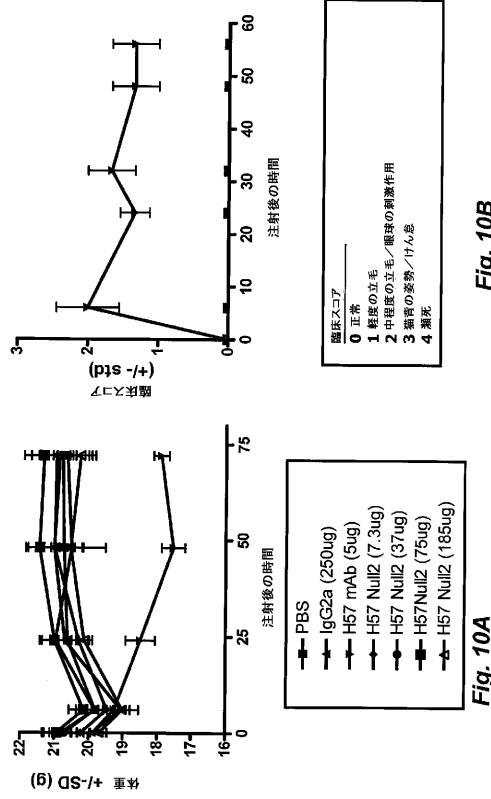 体重 +/-SD (g)
22
21
20
19
18
17
16
0
25
50
75
注射後の時間
PBS
IgG2a (250ug)
H57 mAb (5ug)
H57 Null2 (7.3ug)
H57 Null2 (37ug)
H57Null2 (75ug)
H57 Null2 (185ug)
Fig. 10A
臨床スコア
(+/- std)
3
2
1
0
0
10
20
30
40
50
60
注射後の時間
臨床スコア
0 正常
1 軽度の立毛
2 中程度の立毛/眼球の刺激作用
3 猫背の姿勢/けん怠
4 瀕死
Fig. 10B